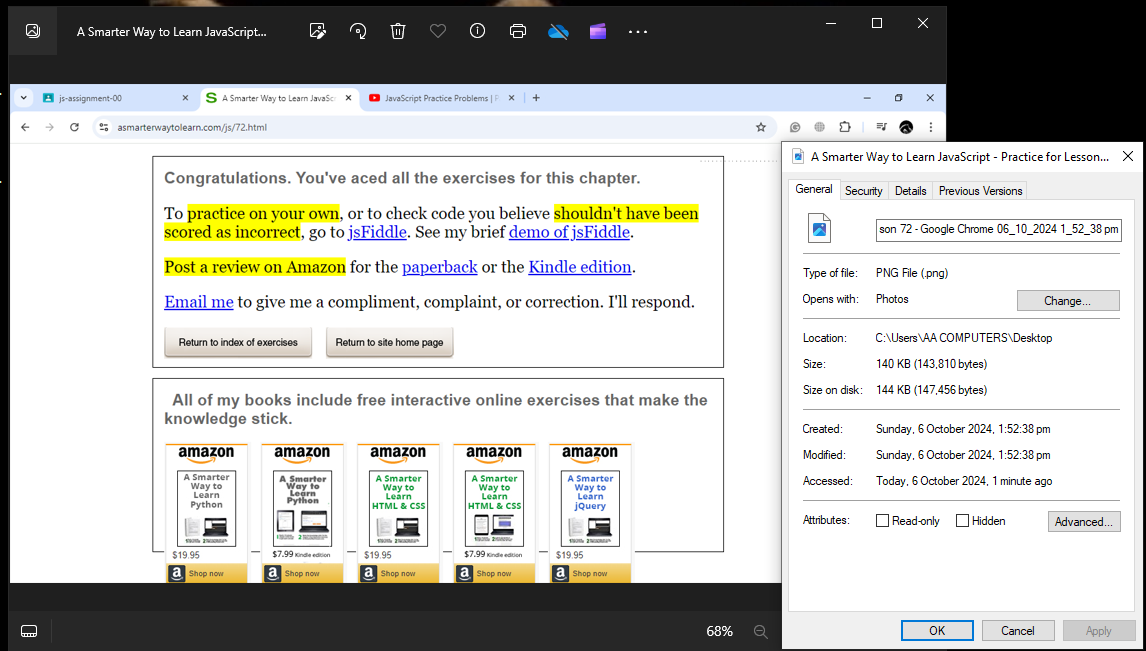 A Smarter Way to Learn JavaScript...
js-assignment-00
A Smarter Way to Learn JavaSc
JavaScript Practice Problems | P
asmarterwaytolearn.com/js/72.html
Congratulations. You've aced all the exercises for this chapter.
To practice on your own, or to check code you believe shouldn't have been
scored as incorrect, go to jsFiddle. See my brief demo of jsFiddle.
Post a review on Amazon for the paperback or the Kindle edition.
Email me to give me a compliment, complaint, or correction. I'll respond.
Return to index of exercises
Return to site home page
All of my books include free interactive online exercises that make the
knowledge stick.
amazon amazon amazon amazon amazon
A Smarter
Way to
Learn
Python
A Smarter
Way to
Learn
Python
A Smarter
Way to
Learn
HTML & CSS
A Smarter
Way to
Learn
HTML & CSS
A Smarter
Way to
Learn
jQuery
$19.95 $7.99 Kindle edition $19.95 $7.99 Kindle edition $19.95
a Shop now a Shop now a Shop now a Shop now a Shop now
68%
A Smarter Way to Learn JavaScript - Practice for Lesson...
General Security Details Previous Versions
son 72 - Google Chrome 06_10_2024 1_52_38 pm
Type of file: PNG File (.png)
Opens with: Photos Change...
Location: C:\Users\AA COMPUTERS\Desktop
Size: 140 KB (143,810 bytes)
Size on disk: 144 KB (147,456 bytes)
Created: Sunday, 6 October 2024, 1:52:38 pm
Modified: Sunday, 6 October 2024, 1:52:38 pm
Accessed: Today, 6 October 2024, 1 minute ago
Attributes: Read-only Hidden Advanced...
OK Cancel Apply